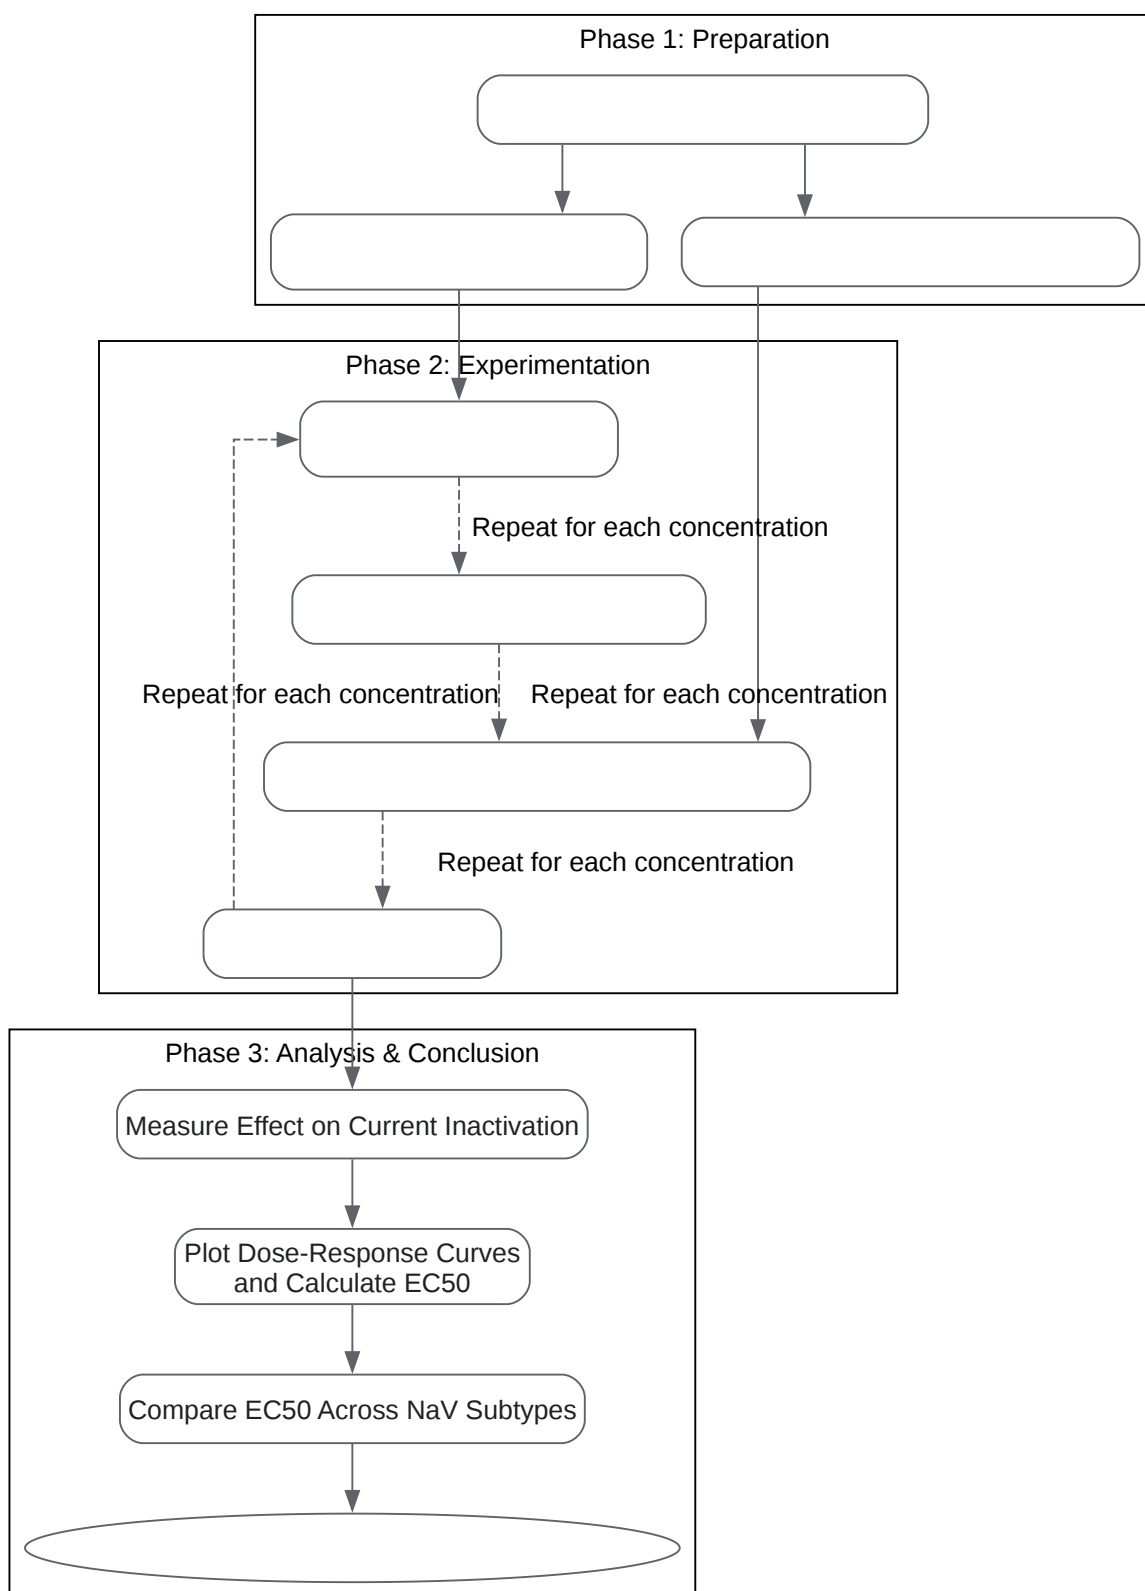 Phase 1: Preparation
Phase 2: Experimentation
Repeat for each concentration
Repeat for each concentration
Repeat for each concentration
Repeat for each concentration
Phase 3: Analysis & Conclusion
Measure Effect on Current Inactivation
Plot Dose-Response Curves
and Calculate EC50
Compare EC50 Across NaV Subtypes